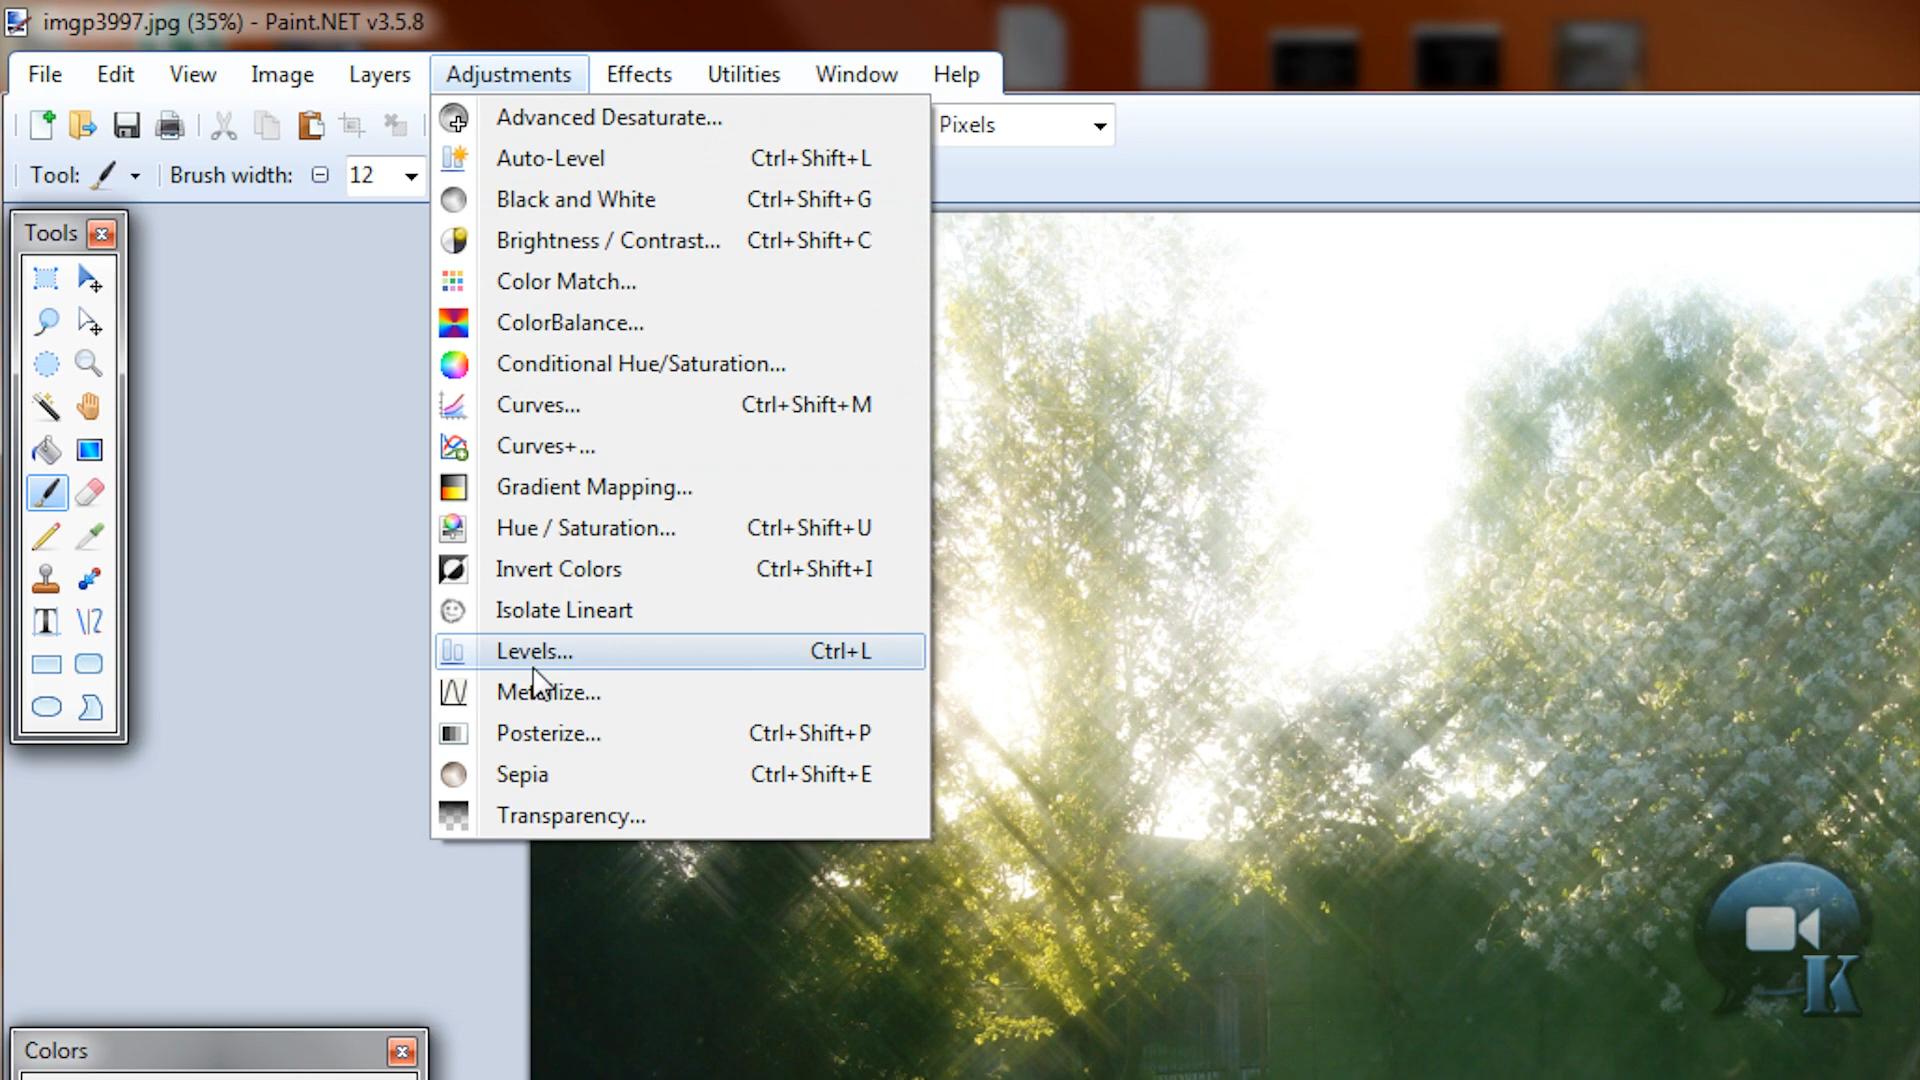 imgp3997.jpg (35%) - Paint.NET v3.5.8
File Edit View Image Layers Adjustments Effects Utilities Window Help
Pixels
Tool: Brush width: 12
Tools
Advanced Desaturate...
Auto-Level Ctrl+Shift+L
Black and White Ctrl+Shift+G
Brightness / Contrast... Ctrl+Shift+C
Color Match...
ColorBalance...
Conditional Hue/Saturation...
Curves... Ctrl+Shift+M
Curves+...
Gradient Mapping...
Hue / Saturation... Ctrl+Shift+U
Invert Colors Ctrl+Shift+I
Isolate Lineart
Levels... Ctrl+L
Posterize... Ctrl+Shift+P
Sepia Ctrl+Shift+E
Transparency...
Colors
K